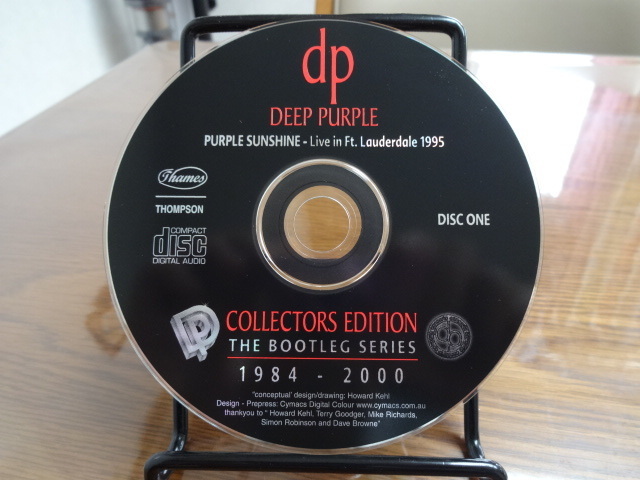 dp
DEEP PURPLE
PURPLE SUNSHINE - Live in Ft. Lauderdale 1995
Thames
THOMPSON
DISC ONE
COMPACT
disc
DIGITAL AUDIO
DP
COLLECTORS EDITION
THE BOOTLEG SERIES
1984 - 2000
"conceptual' design/drawing: Howard Kehl
Design - Prepress: Cymacs Digital Colour www.cymacs.com.au
thankyou to " Howard Kehl, Terry Goodger, Mike Richards,
Simon Robinson and Dave Browne"